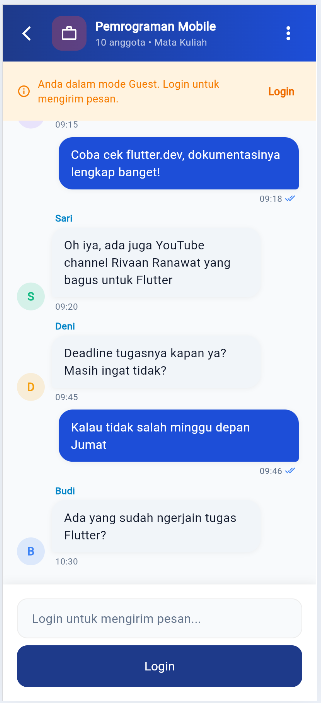 Pemrograman Mobile
10 anggota • Mata Kuliah
Anda dalam mode Guest. Login untuk
mengirim pesan.
Login
09:15
Coba cek flutter.dev, dokumentasinya
lengkap banget!
09:18
Sari
Oh iya, ada juga YouTube
channel Rivaan Ranawat yang
bagus untuk Flutter
S
09:20
Deni
Deadline tugasnya kapan ya?
Masih ingat tidak?
D
09:45
Kalau tidak salah minggu depan
Jumat
09:46
Budi
Ada yang sudah ngerjain tugas
Flutter?
B
10:30
Login untuk mengirim pesan...
Login